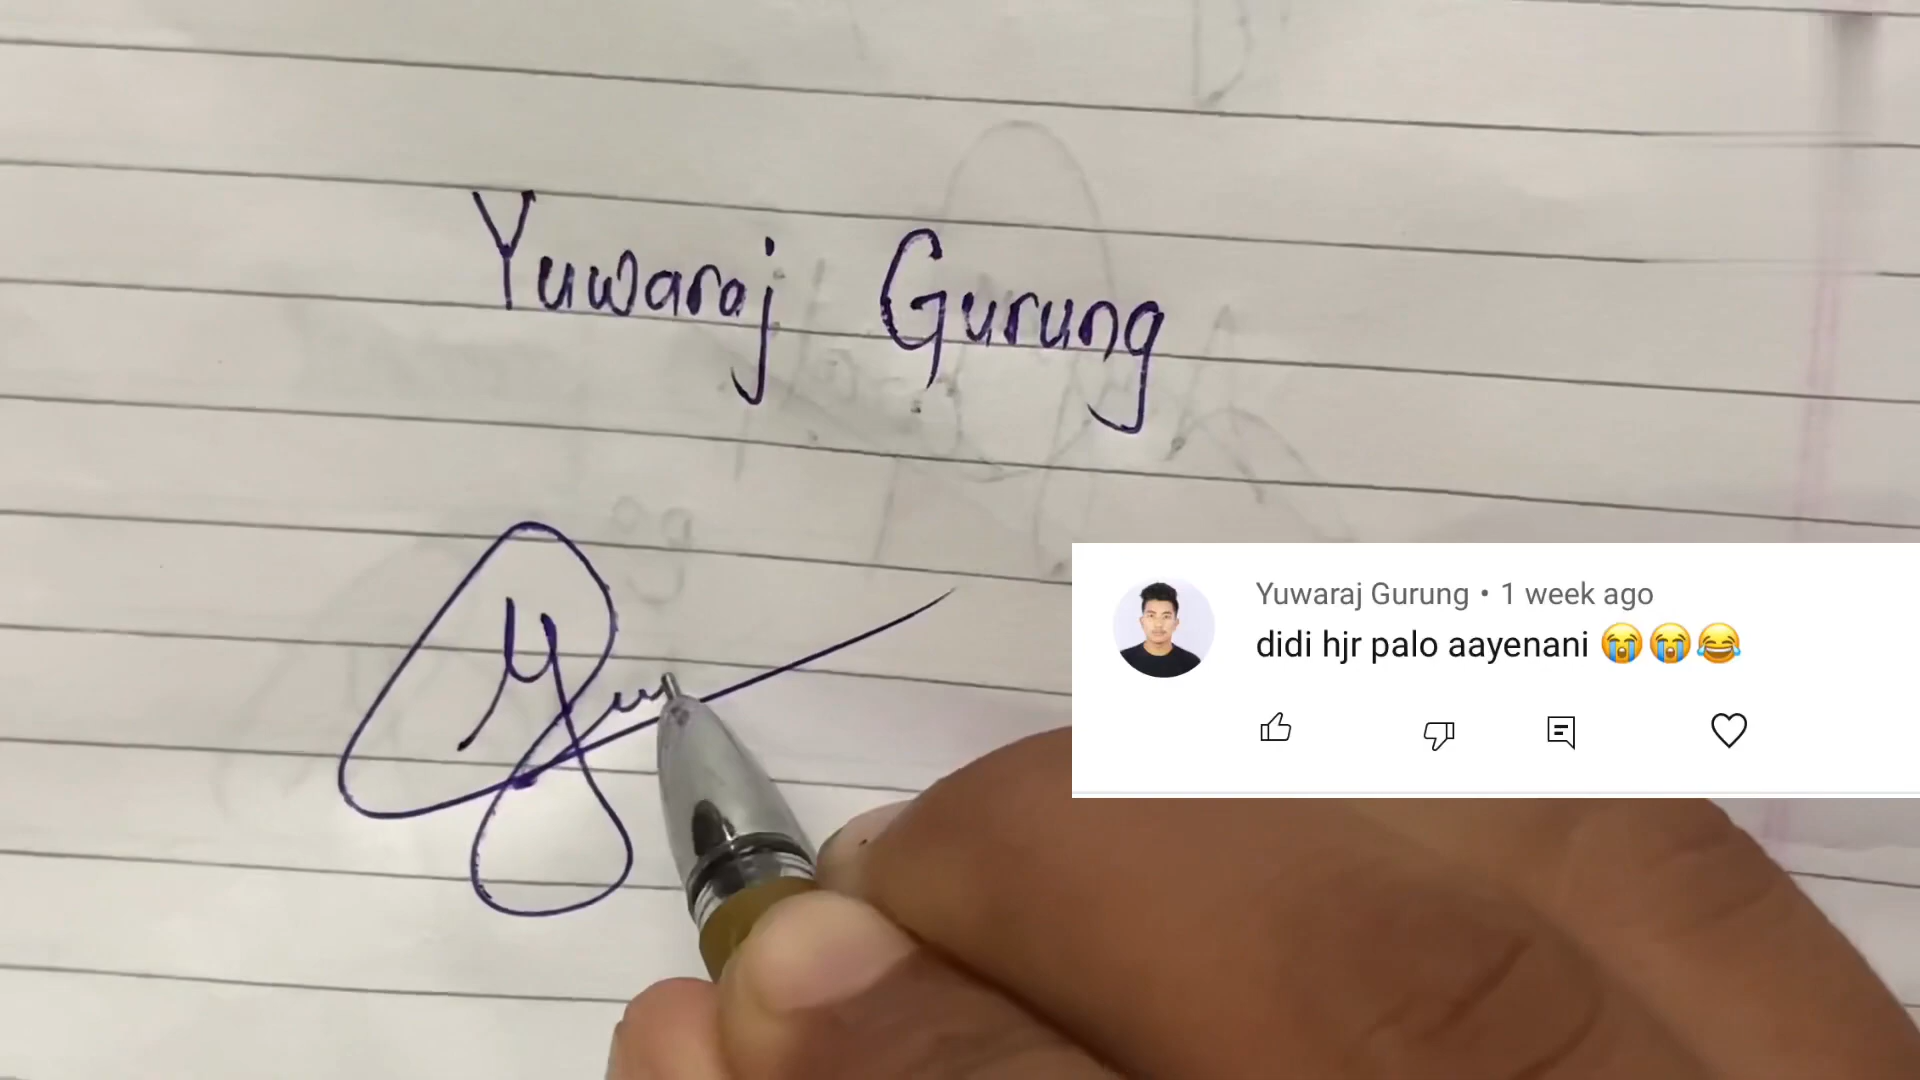 Yuwaraj Gurung
Yuwaraj Gurung • 1 week ago
didi hjr palo aayenani 😭😭😂